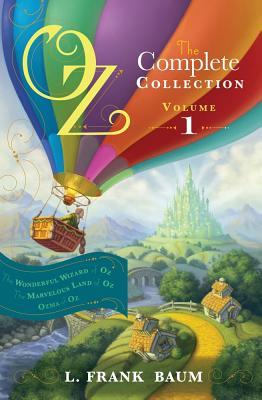 OZ
The
Complete
COLLECTION
VOLUME
1
The WONDERFUL WIZARD of OZ
The MARVELOUS LAND of OZ
OZMA of OZ
L. FRANK BAUM